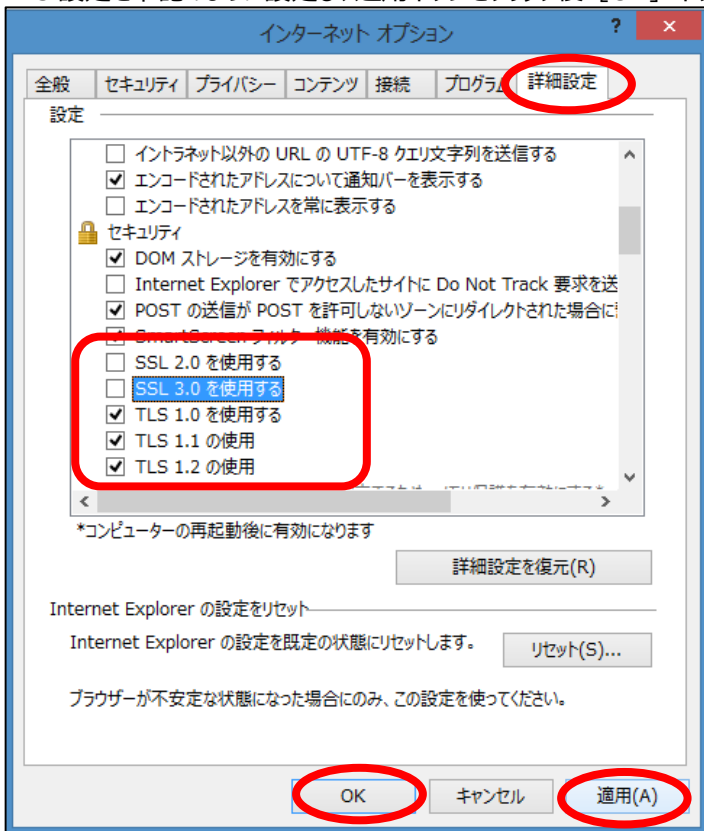 インターネット オプション ? ×
全般 セキュリティ プライバシー コンテンツ 接続 プログラム 詳細設定
設定
イントラネット以外の URL の UTF-8 クエリ文字列を送信する
エンコードされたアドレスについて通知バーを表示する
エンコードされたアドレスを常に表示する
セキュリティ
DOM ストレージを有効にする
Internet Explorer でアクセスしたサイトに Do Not Track 要求を送
POST の送信が POST を許可しないゾーンにリダイレクトされた場合に
SmartScreen フィルター機能を有効にする
SSL 2.0 を使用する
SSL 3.0 を使用する
TLS 1.0 を使用する
TLS 1.1 の使用
TLS 1.2 の使用
*コンピューターの再起動後に有効になります
詳細設定を復元(R)
Internet Explorer の設定をリセット
Internet Explorer の設定を既定の状態にリセットします。
リセット(S)...
ブラウザーが不安定な状態になった場合にのみ、この設定を使ってください。
OK キャンセル 適用(A)